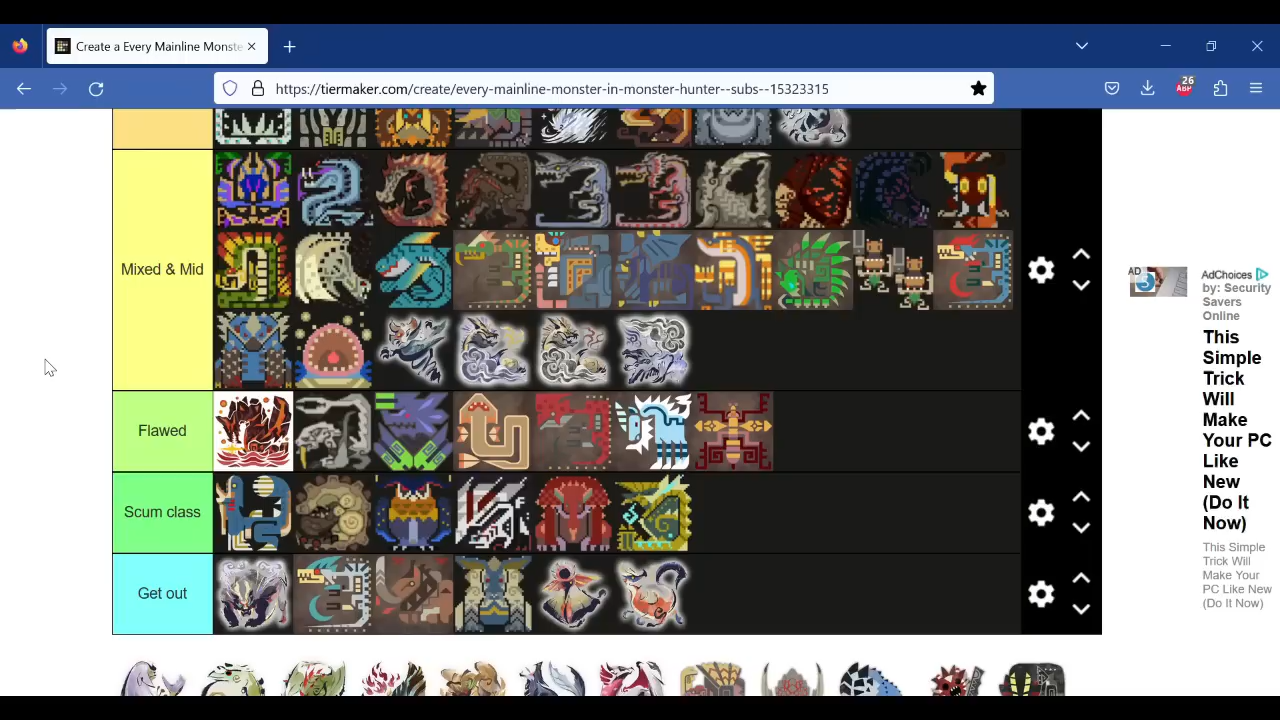 Create a Every Mainline Monste
https://tiermaker.com/create/every-mainline-monster-in-monster-hunter--subs--15323315
26
ABP
Mixed & Mid
Flawed
Scum class
Get out
AD
AdChoices
by: Security
Savers
Online
This
Simple
Trick
Will
Make
Your PC
Like
New
(Do It
Now)
This Simple
Trick Will
Make Your
PC Like New
(Do It Now)